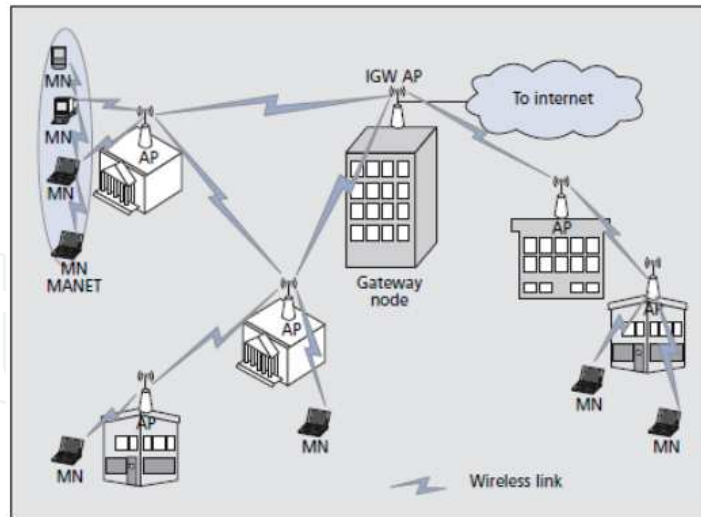 MN
IGW AP
To internet
MN
AP
MN
MN
MANET
Gateway
node
AP
AP
AP
MN
AP
MN
MN
MN
Wireless link